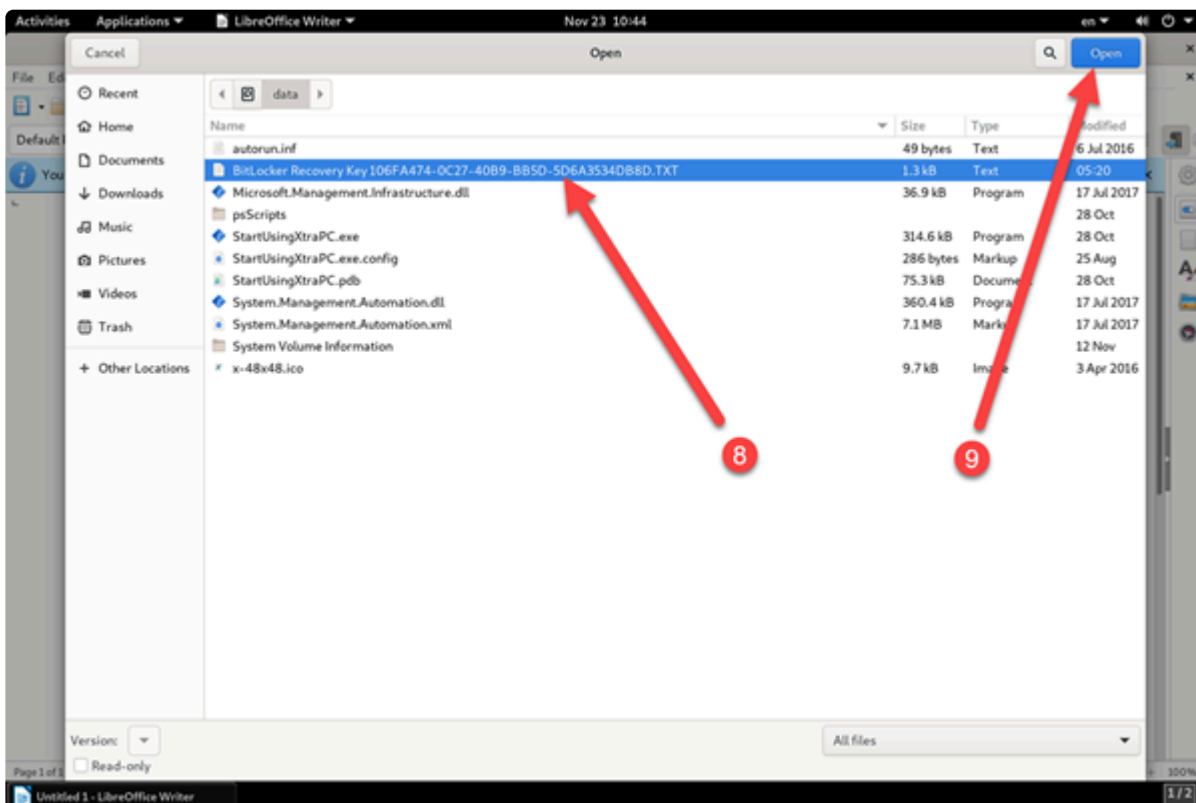 Activities Applications LibreOffice Writer Nov 23 10:44 en
Cancel Open Open
File
Recent data
Home Name Size Type Modified
Default autorun.inf 49 bytes Text 6 Jul 2016
Documents BitLocker Recovery Key 106FA474-0C27-40B9-BB5D-5D6A3534DB8D.TXT 1.3 kB Text 05:20
You
Downloads Microsoft.Management.Infrastructure.dll 36.9 kB Program 17 Jul 2017
psScripts 28 Oct
Music
StartUsingXtraPC.exe 314.6 kB Program 28 Oct
Pictures StartUsingXtraPC.exe.config 286 bytes Markup 25 Aug
StartUsingXtraPC.pdb 75.3 kB Document 28 Oct
Videos
System.Management.Automation.dll 360.4 kB Program 17 Jul 2017
Trash System.Management.Automation.xml 7.1 MB Markup 17 Jul 2017
System Volume Information 12 Nov
+ Other Locations x-48x48.ico 9.7 kB Image 3 Apr 2016
8
9
Version: All files
Read-only
Page 1 of 1 100%
Untitled 1 - LibreOffice Writer 1/2